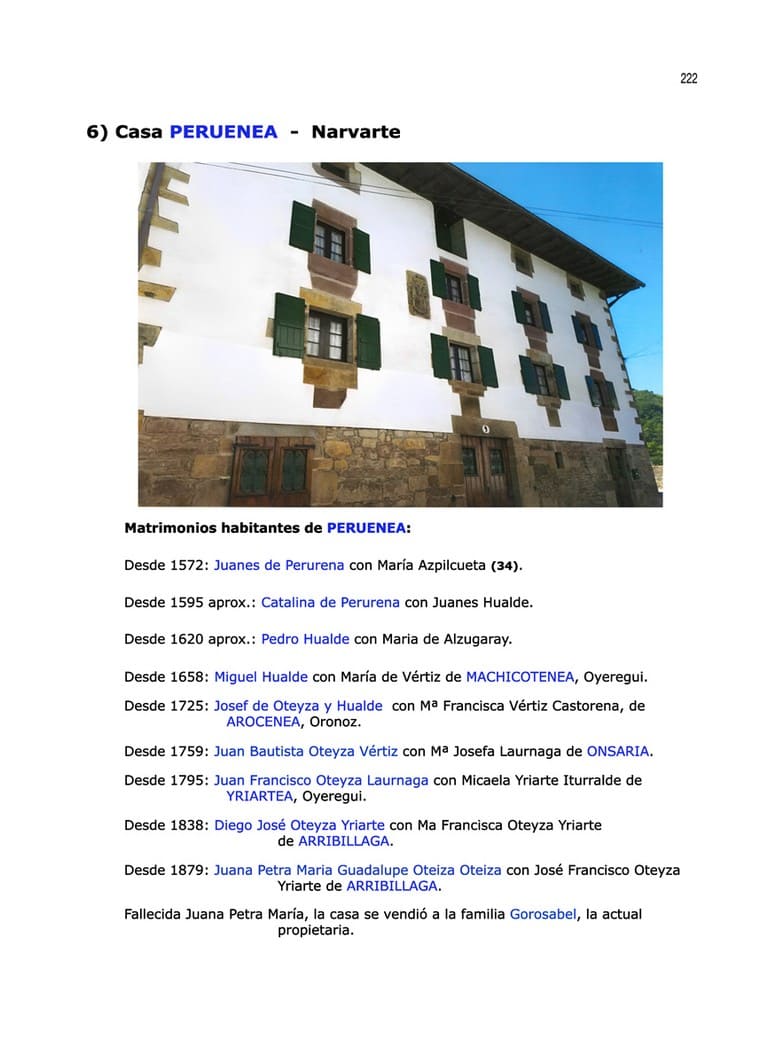 222
6) Casa PERUENEA - Narvarte
Matrimonios habitantes de PERUENEA:
Desde 1572: Juanes de Perurena con María Azpilcueta (34).
Desde 1595 aprox.: Catalina de Perurena con Juanes Hualde.
Desde 1620 aprox.: Pedro Hualde con Maria de Alzugaray.
Desde 1658: Miguel Hualde con María de Vértiz de MACHICOTENEA, Oyeregui.
Desde 1725: Josef de Oteyza y Hualde con Mª Francisca Vértiz Castorena, de
AROCENEA, Oronoz.
Desde 1759: Juan Bautista Oteyza Vértiz con Mª Josefa Laurnaga de ONSARIA.
Desde 1795: Juan Francisco Oteyza Laurnaga con Micaela Yriarte Iturralde de
YRIARTEA, Oyeregui.
Desde 1838: Diego José Oteyza Yriarte con Ma Francisca Oteyza Yriarte
de ARRIBILLAGA.
Desde 1879: Juana Petra Maria Guadalupe Oteiza Oteiza con José Francisco Oteyza
Yriarte de ARRIBILLAGA.
Fallecida Juana Petra María, la casa se vendió a la familia Gorosabel, la actual
propietaria.